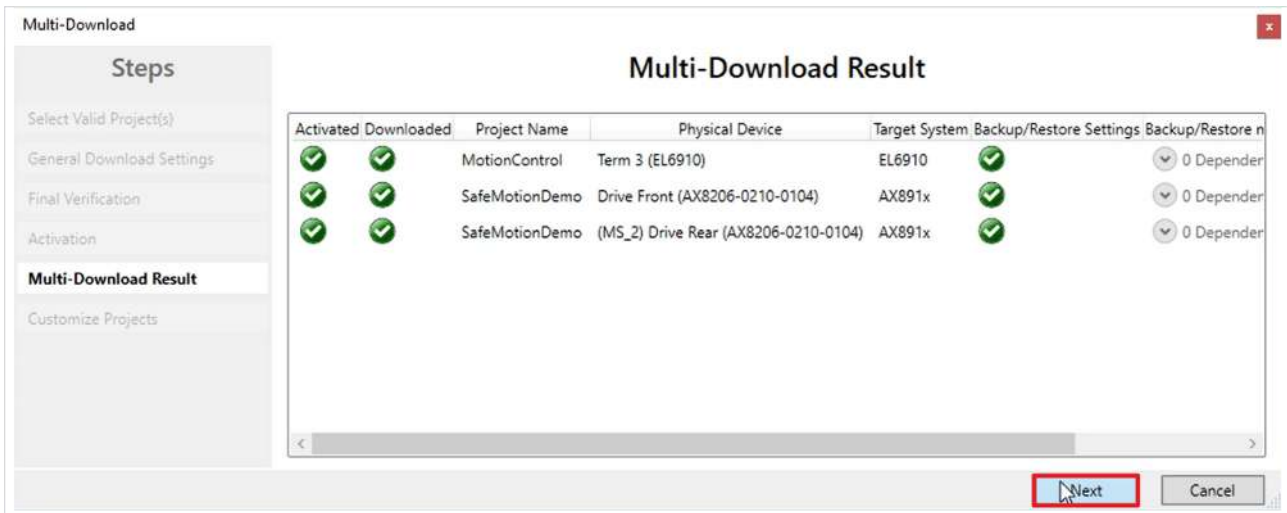 Multi-Download
Steps
Select Valid Project(s)
General Download Settings
Final Verification
Activation
Multi-Download Result
Customize Projects
Multi-Download Result
Activated Downloaded Project Name Physical Device Target System Backup/Restore Settings Backup/Restore n
MotionControl Term 3 (EL6910) EL6910 0 Depender
SafeMotionDemo Drive Front (AX8206-0210-0104) AX891x 0 Depender
SafeMotionDemo (MS_2) Drive Rear (AX8206-0210-0104) AX891x 0 Depender
Next Cancel